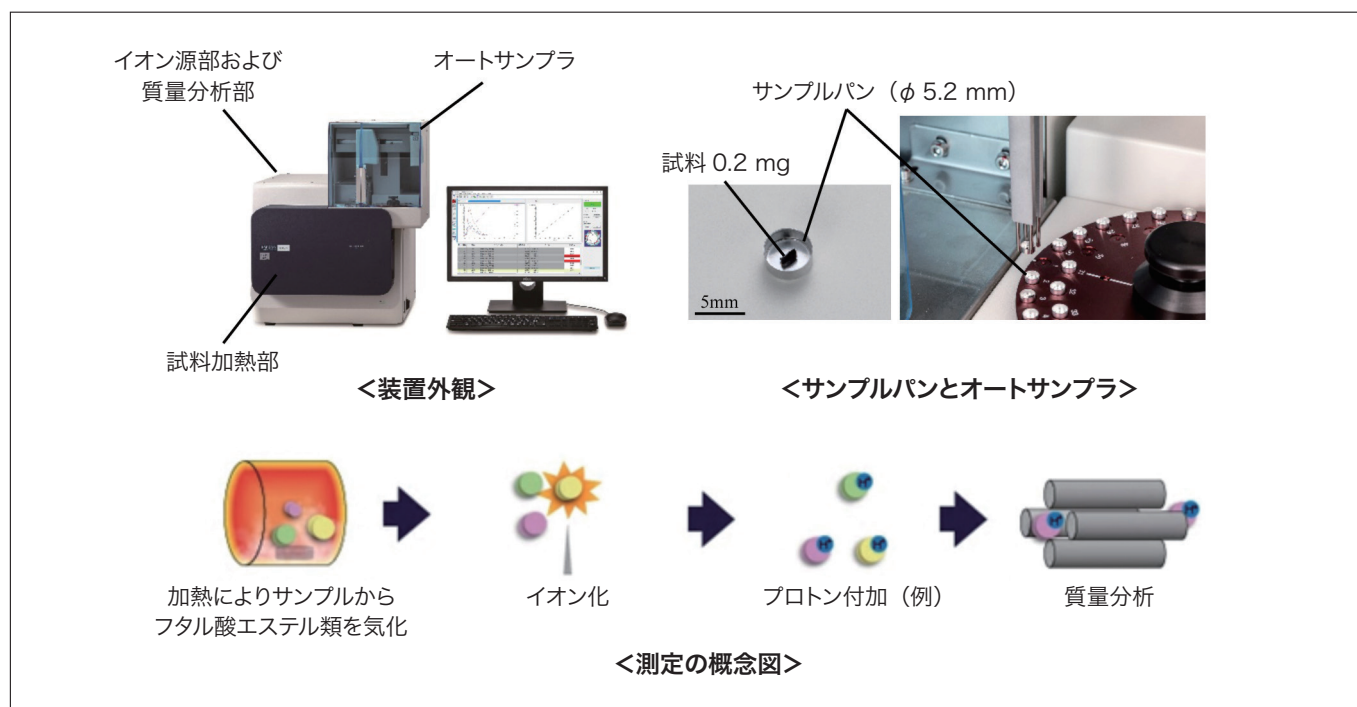 イオン源部および
質量分析部
オートサンプラ
試料加熱部
<装置外観>
サンプルパン(φ 5.2 mm)
試料 0.2 mg
5mm
<サンプルパンとオートサンプラ>
加熱によりサンプルから
フタル酸エステル類を気化
イオン化
プロトン付加(例)
質量分析
H⁺
H⁺
H⁺
H⁺
H⁺
<測定の概念図>